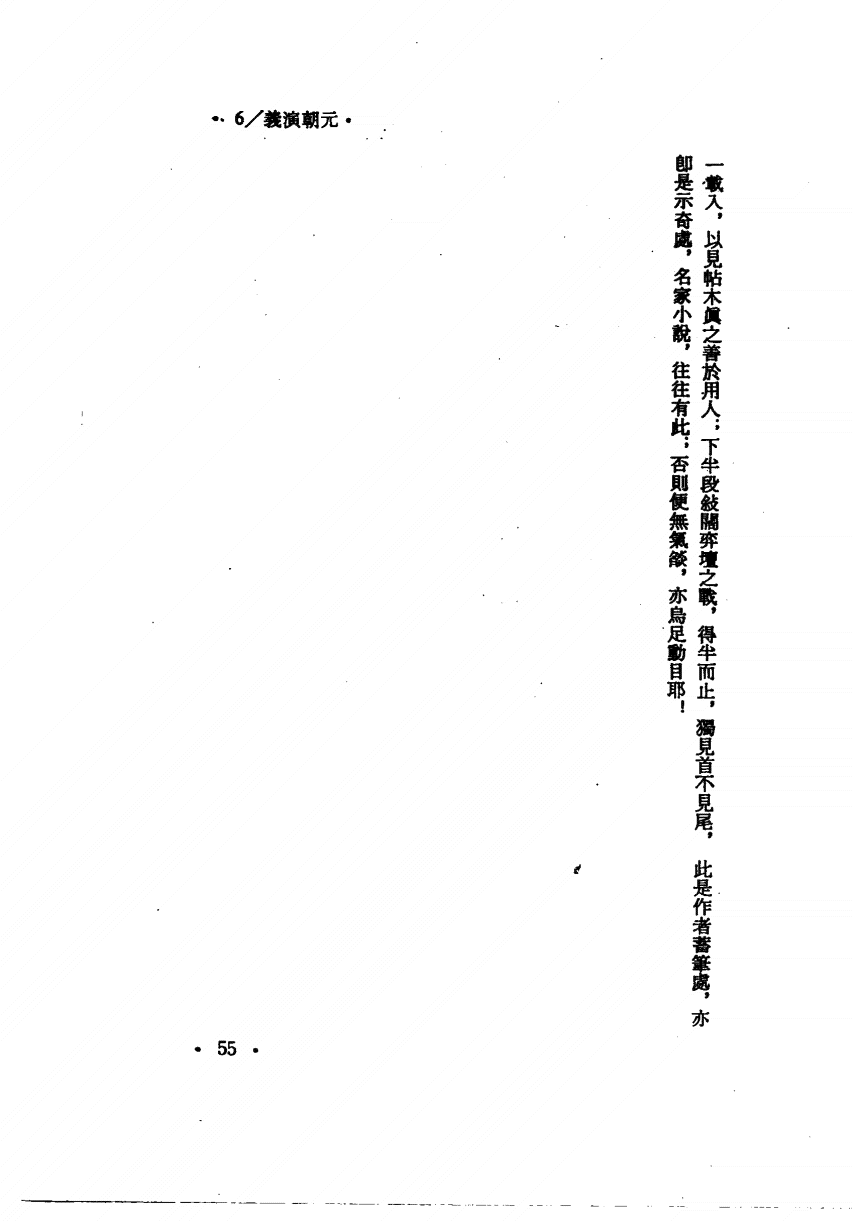 •、6／義演朝元•
一載入，以見帖木眞之善於用人；下半段敍闊弈壇之戰，得半而止，獨見首不見尾，此是作者蓄筆處，亦
卽是示奇處，名家小說，往往有此；否則便無氣燄，亦烏足動目耶！
• 55 •